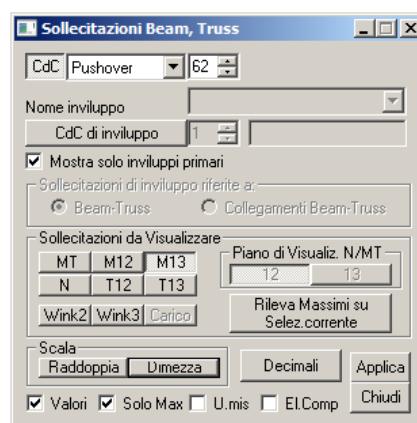 Sollecitazioni Beam, Truss
CdC Pushover 62
Nome inviluppo
CdC di inviluppo 1
Mostra solo inviluppi primari
Sollecitazioni di inviluppo riferite a:
Beam-Truss Collegamenti Beam-Truss
Sollecitazioni da Visualizzare
Piano di Visualiz. N/MT
MT M12 M13
12 13
N T12 T13
Rileva Massimi su
Selez.corrente
Wink2 Wink3 Carico
Scala
Raddoppia Dimezza
Decimali Applica
Valori Solo Max U.mis El.Comp
Chiudi